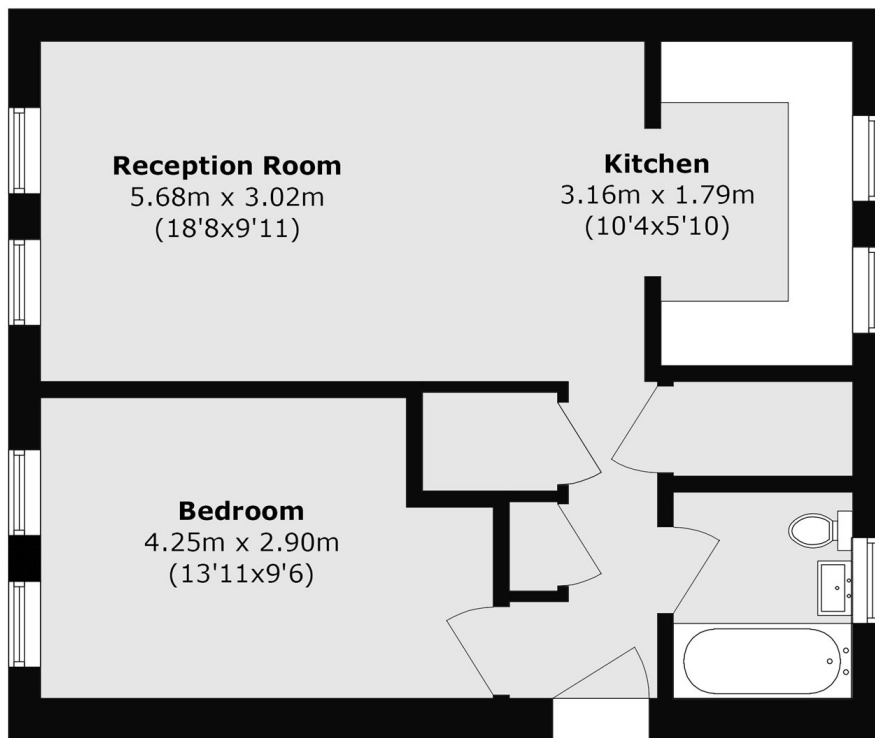 Reception Room
5.68m x 3.02m
(18'8x9'11)
Kitchen
3.16m x 1.79m
(10'4x5'10)
Bedroom
4.25m x 2.90m
(13'11x9'6)